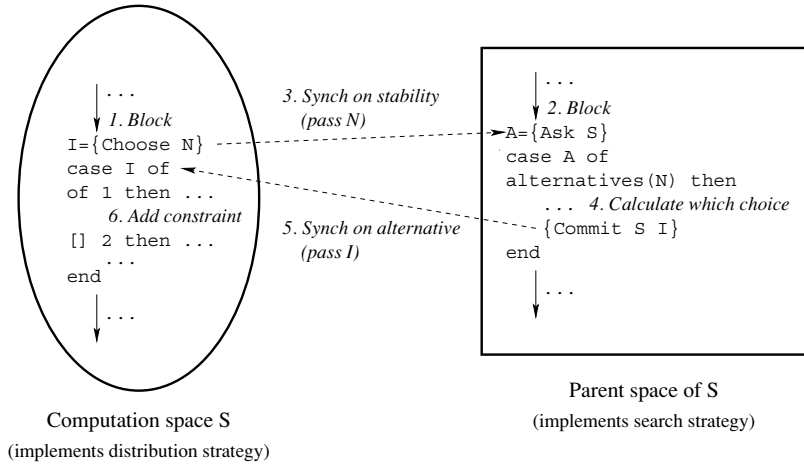 ...
1. Block
I={Choose N}
case I of
of 1 then ...
6. Add constraint
[] 2 then ...
...
end
...
Computation space S
(implements distribution strategy)
3. Synch on stability
(pass N)
5. Synch on alternative
(pass I)
...
2. Block
A={Ask S}
case A of
alternatives(N) then
... 4. Calculate which choice
{Commit S I}
end
...
Parent space of S
(implements search strategy)